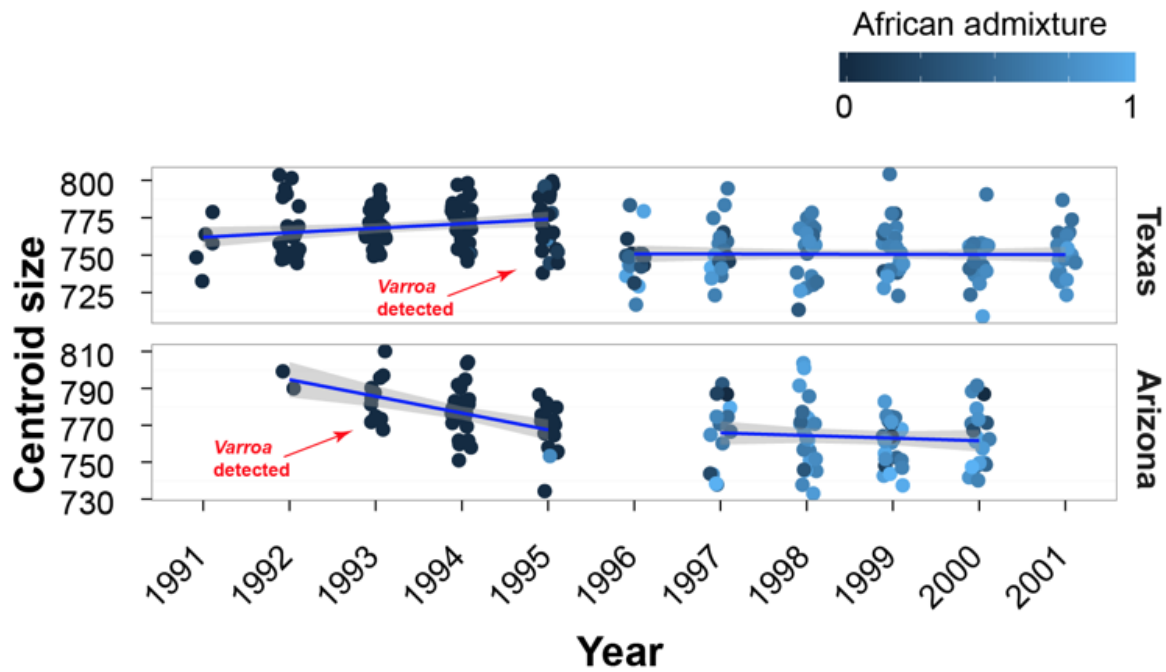 African admixture
0 1
Centroid size
800
775
750
725
Varroa
detected
Texas
810
790
770
750
730
Varroa
detected
Arizona
1991 1992 1993 1994 1995 1996 1997 1998 1999 2000 2001
Year